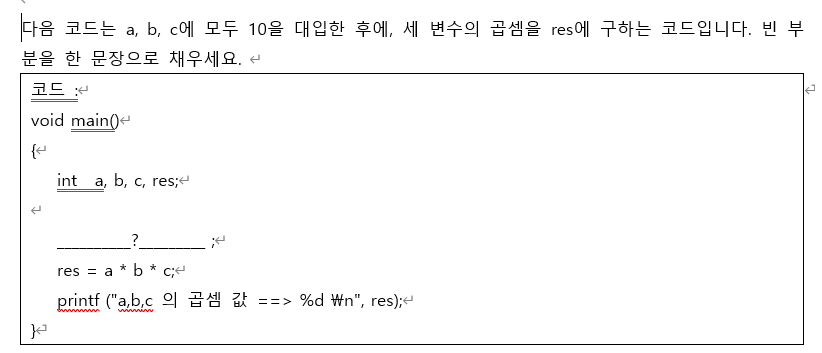 다음 코드는 a, b, c에 모두 10을 대입한 후에, 세 변수의 곱셈을 res에 구하는 코드입니다. 빈 부
분을 한 문장으로 채우세요.
코드 :
void main()
{
int a, b, c, res;
__________?_________ ;
res = a * b * c;
printf ("a,b,c 의 곱셈 값 ==> %d ₩n", res);
}